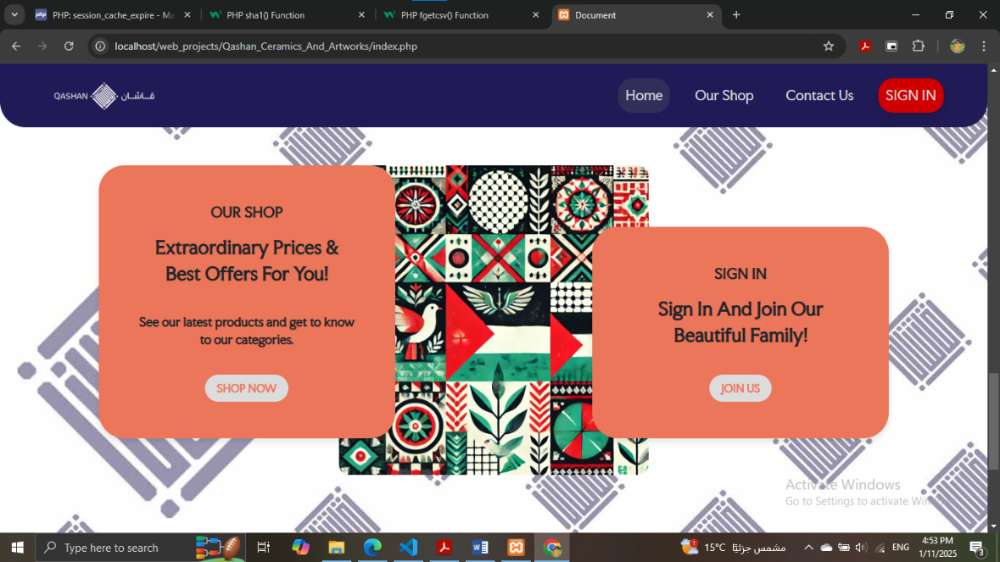 PHP: session_cache_expire - Ma
PHP sha1() Function
PHP fgetcsv() Function
Document
localhost/web_projects/Qashan_Ceramics_And_Artworks/index.php
QASHAN قاشان
Home
Our Shop
Contact Us
SIGN IN
OUR SHOP
Extraordinary Prices &
Best Offers For You!
See our latest products and get to know
to our categories.
SHOP NOW
SIGN IN
Sign In And Join Our
Beautiful Family!
JOIN US
Activate Windows
Go to Settings to activate Windows.
Type here to search
1
15°C مشمس جزئيًا
ENG
4:53 PM
1/11/2025
3